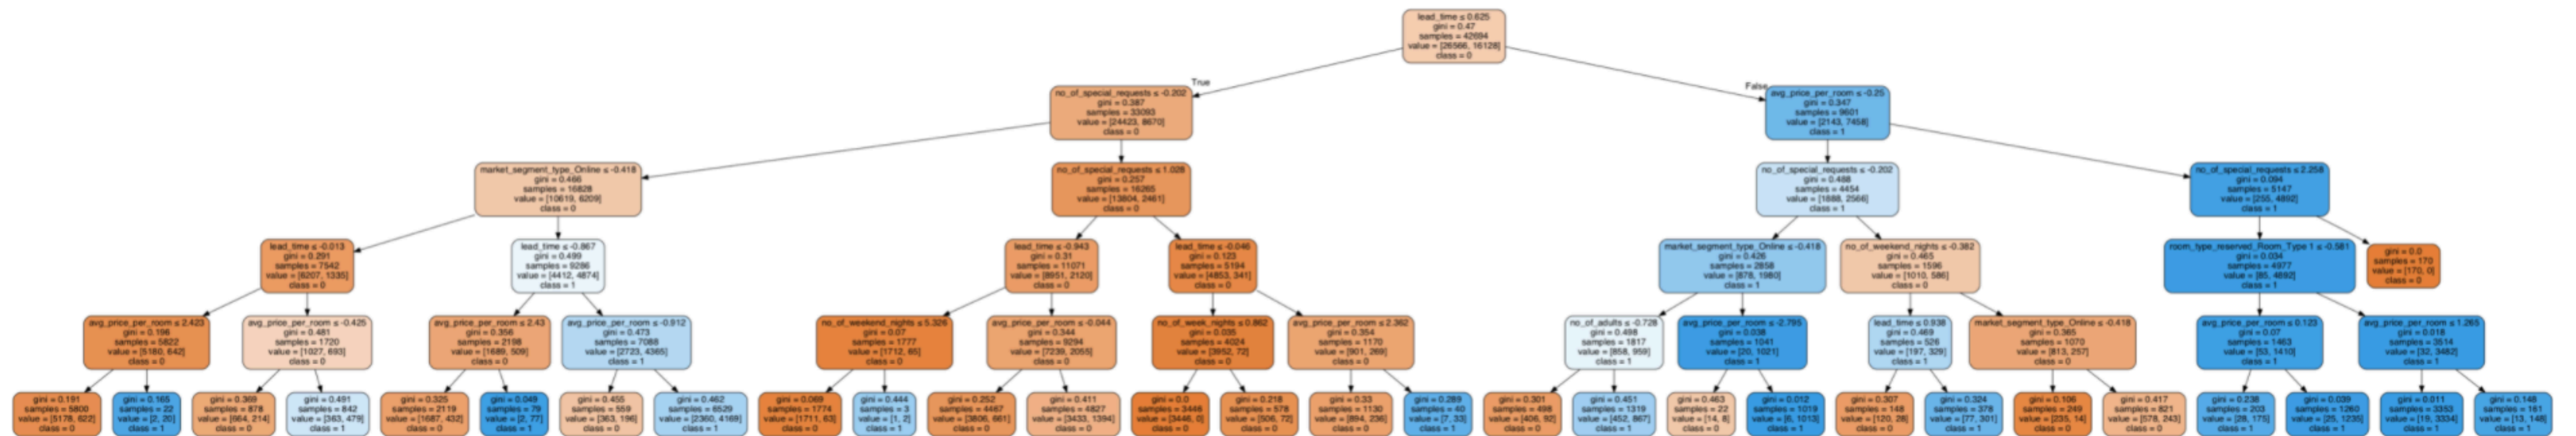 lead_time ≤ 0.625
gini = 0.47
samples = 42694
value = [26566, 16128]
class = 0
True
False
no_of_special_requests ≤ -0.202
gini = 0.387
samples = 33093
value = [24423, 8670]
class = 0
avg_price_per_room ≤ -0.25
gini = 0.347
samples = 9601
value = [2143, 7458]
class = 1
market_segment_type_Online ≤ -0.418
gini = 0.466
samples = 16828
value = [10619, 6209]
class = 0
no_of_special_requests ≤ 1.028
gini = 0.257
samples = 16265
value = [13804, 2461]
class = 0
no_of_special_requests ≤ -0.202
gini = 0.488
samples = 4454
value = [1888, 2566]
class = 1
no_of_special_requests ≤ 2.258
gini = 0.094
samples = 5147
value = [255, 4892]
class = 1
lead_time ≤ -0.013
gini = 0.291
samples = 7542
value = [6207, 1335]
class = 0
lead_time ≤ -0.867
gini = 0.499
samples = 9286
value = [4412, 4874]
class = 1
lead_time ≤ -0.943
gini = 0.31
samples = 11071
value = [8951, 2120]
class = 0
lead_time ≤ -0.046
gini = 0.123
samples = 5194
value = [4853, 341]
class = 0
market_segment_type_Online ≤ -0.418
gini = 0.426
samples = 2858
value = [878, 1980]
class = 1
no_of_weekend_nights ≤ -0.382
gini = 0.465
samples = 1596
value = [1010, 586]
class = 0
room_type_reserved_Room_Type 1 ≤ -0.581
gini = 0.034
samples = 4977
value = [85, 4892]
class = 1
gini = 0.0
samples = 170
value = [170, 0]
class = 0
avg_price_per_room ≤ 2.423
gini = 0.196
samples = 5822
value = [5180, 642]
class = 0
avg_price_per_room ≤ -0.425
gini = 0.481
samples = 1720
value = [1027, 693]
class = 0
avg_price_per_room ≤ 2.43
gini = 0.356
samples = 2198
value = [1689, 509]
class = 0
avg_price_per_room ≤ -0.912
gini = 0.473
samples = 7088
value = [2723, 4365]
class = 1
no_of_weekend_nights ≤ 5.326
gini = 0.07
samples = 1777
value = [1712, 65]
class = 0
avg_price_per_room ≤ -0.044
gini = 0.344
samples = 9294
value = [7239, 2055]
class = 0
no_of_week_nights ≤ 0.862
gini = 0.035
samples = 4024
value = [3952, 72]
class = 0
avg_price_per_room ≤ 2.362
gini = 0.354
samples = 1170
value = [901, 269]
class = 0
no_of_adults ≤ -0.728
gini = 0.498
samples = 1817
value = [858, 959]
class = 1
avg_price_per_room ≤ -2.795
gini = 0.038
samples = 1041
value = [20, 1021]
class = 1
lead_time ≤ 0.938
gini = 0.469
samples = 526
value = [197, 329]
class = 1
market_segment_type_Online ≤ -0.418
gini = 0.365
samples = 1070
value = [813, 257]
class = 0
avg_price_per_room ≤ 0.123
gini = 0.07
samples = 1463
value = [53, 1410]
class = 1
avg_price_per_room ≤ 1.265
gini = 0.018
samples = 3514
value = [32, 3482]
class = 1
gini = 0.191
samples = 5800
value = [5178, 622]
class = 0
gini = 0.165
samples = 22
value = [2, 20]
class = 1
gini = 0.369
samples = 878
value = [664, 214]
class = 0
gini = 0.491
samples = 842
value = [363, 479]
class = 1
gini = 0.325
samples = 2119
value = [1687, 432]
class = 0
gini = 0.049
samples = 79
value = [2, 77]
class = 1
gini = 0.455
samples = 559
value = [363, 196]
class = 0
gini = 0.462
samples = 6529
value = [2360, 4169]
class = 1
gini = 0.069
samples = 1774
value = [1711, 63]
class = 0
gini = 0.444
samples = 3
value = [1, 2]
class = 1
gini = 0.252
samples = 4467
value = [3806, 661]
class = 0
gini = 0.411
samples = 4827
value = [3433, 1394]
class = 0
gini = 0.0
samples = 3446
value = [3446, 0]
class = 0
gini = 0.218
samples = 578
value = [506, 72]
class = 0
gini = 0.33
samples = 1130
value = [894, 236]
class = 0
gini = 0.289
samples = 40
value = [7, 33]
class = 1
gini = 0.301
samples = 498
value = [406, 92]
class = 0
gini = 0.451
samples = 1319
value = [452, 867]
class = 1
gini = 0.463
samples = 22
value = [14, 8]
class = 0
gini = 0.012
samples = 1019
value = [6, 1013]
class = 1
gini = 0.307
samples = 148
value = [120, 28]
class = 0
gini = 0.324
samples = 378
value = [77, 301]
class = 1
gini = 0.106
samples = 249
value = [235, 14]
class = 0
gini = 0.417
samples = 821
value = [578, 243]
class = 0
gini = 0.238
samples = 203
value = [28, 175]
class = 1
gini = 0.039
samples = 1260
value = [25, 1235]
class = 1
gini = 0.011
samples = 3353
value = [19, 3334]
class = 1
gini = 0.148
samples = 161
value = [13, 148]
class = 1